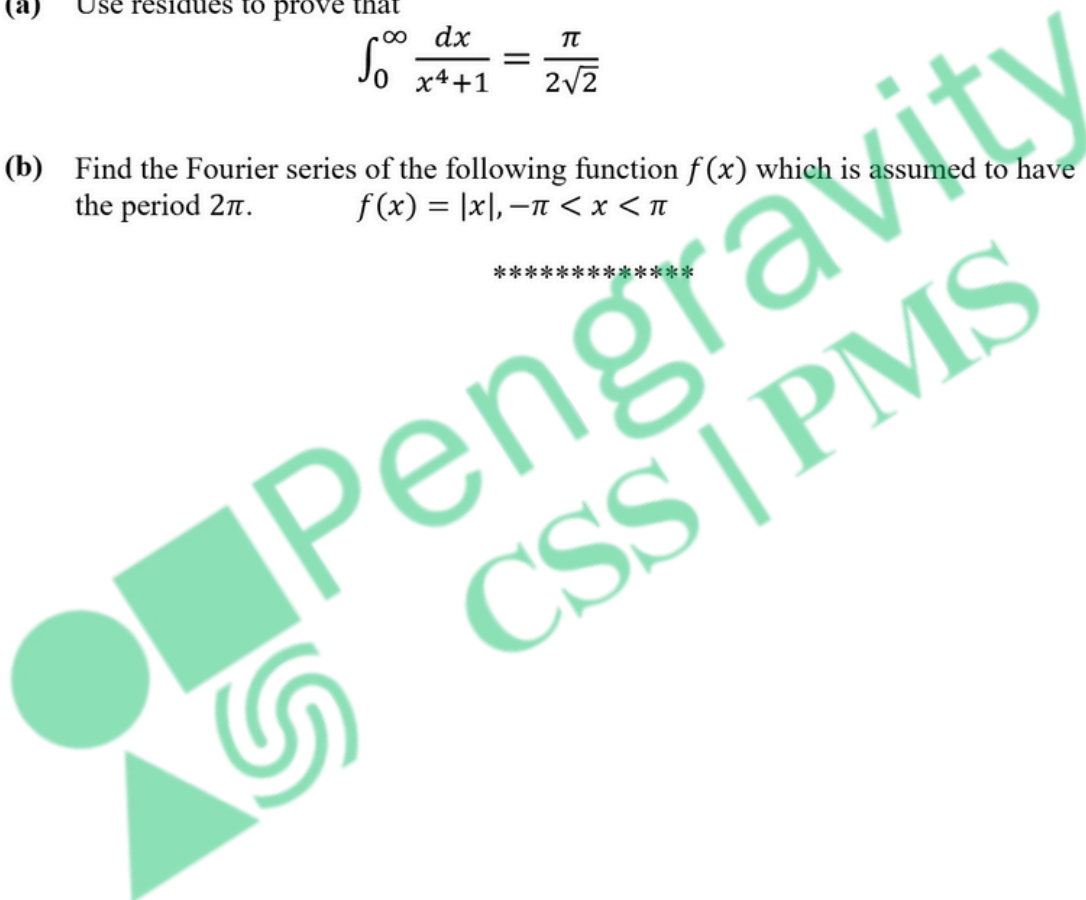 (a) Use residues to prove that
∫₀^∞ dx/(x⁴+1) = π/(2√2)
(b) Find the Fourier series of the following function f(x) which is assumed to have
the period 2π. f(x) = |x|, −π < x < π
*************
Pengravity
CSS | PMS